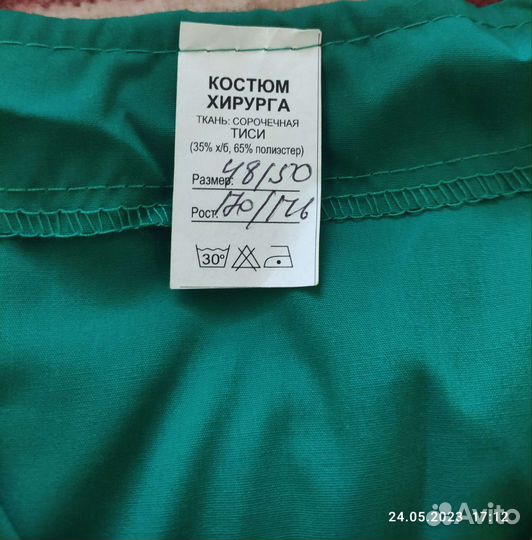 КОСТЮМ
ХИРУРГА
ТКАНЬ: СОРОЧЕЧНАЯ
ТИСИ
(35% х/б, 65% полиэстер)
Размер: 48/50
Рост: 170/176
30°
24.05.2023 17:12
Avito